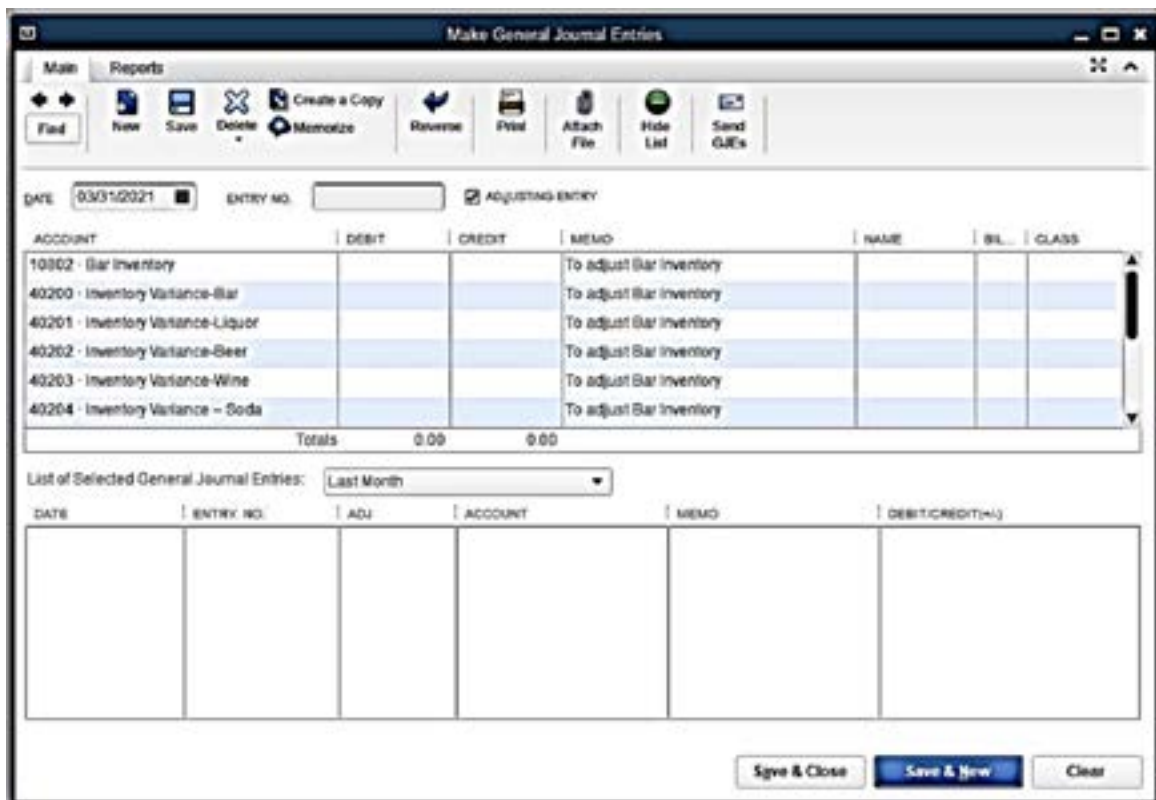 Make General Journal Entries
Main Reports
Find New Save Delete Create a Copy Memorize Reverse Print Attach File Hide List Send GJEs
DATE 03/31/2021 ENTRY NO. ADJUSTING ENTRY
ACCOUNT DEBIT CREDIT MEMO NAME BIL... CLASS
10802 · Bar Inventory To adjust Bar Inventory
40200 · Inventory Variance-Bar To adjust Bar Inventory
40201 · Inventory Variance-Liquor To adjust Bar Inventory
40202 · Inventory Variance-Beer To adjust Bar Inventory
40203 · Inventory Variance-Wine To adjust Bar Inventory
40204 · Inventory Variance – Soda To adjust Bar Inventory
Totals 0.00 0.00
List of Selected General Journal Entries: Last Month
DATE ENTRY NO. ADJ ACCOUNT MEMO DEBIT/CREDIT(+/-)
Save & Close Save & New Clear